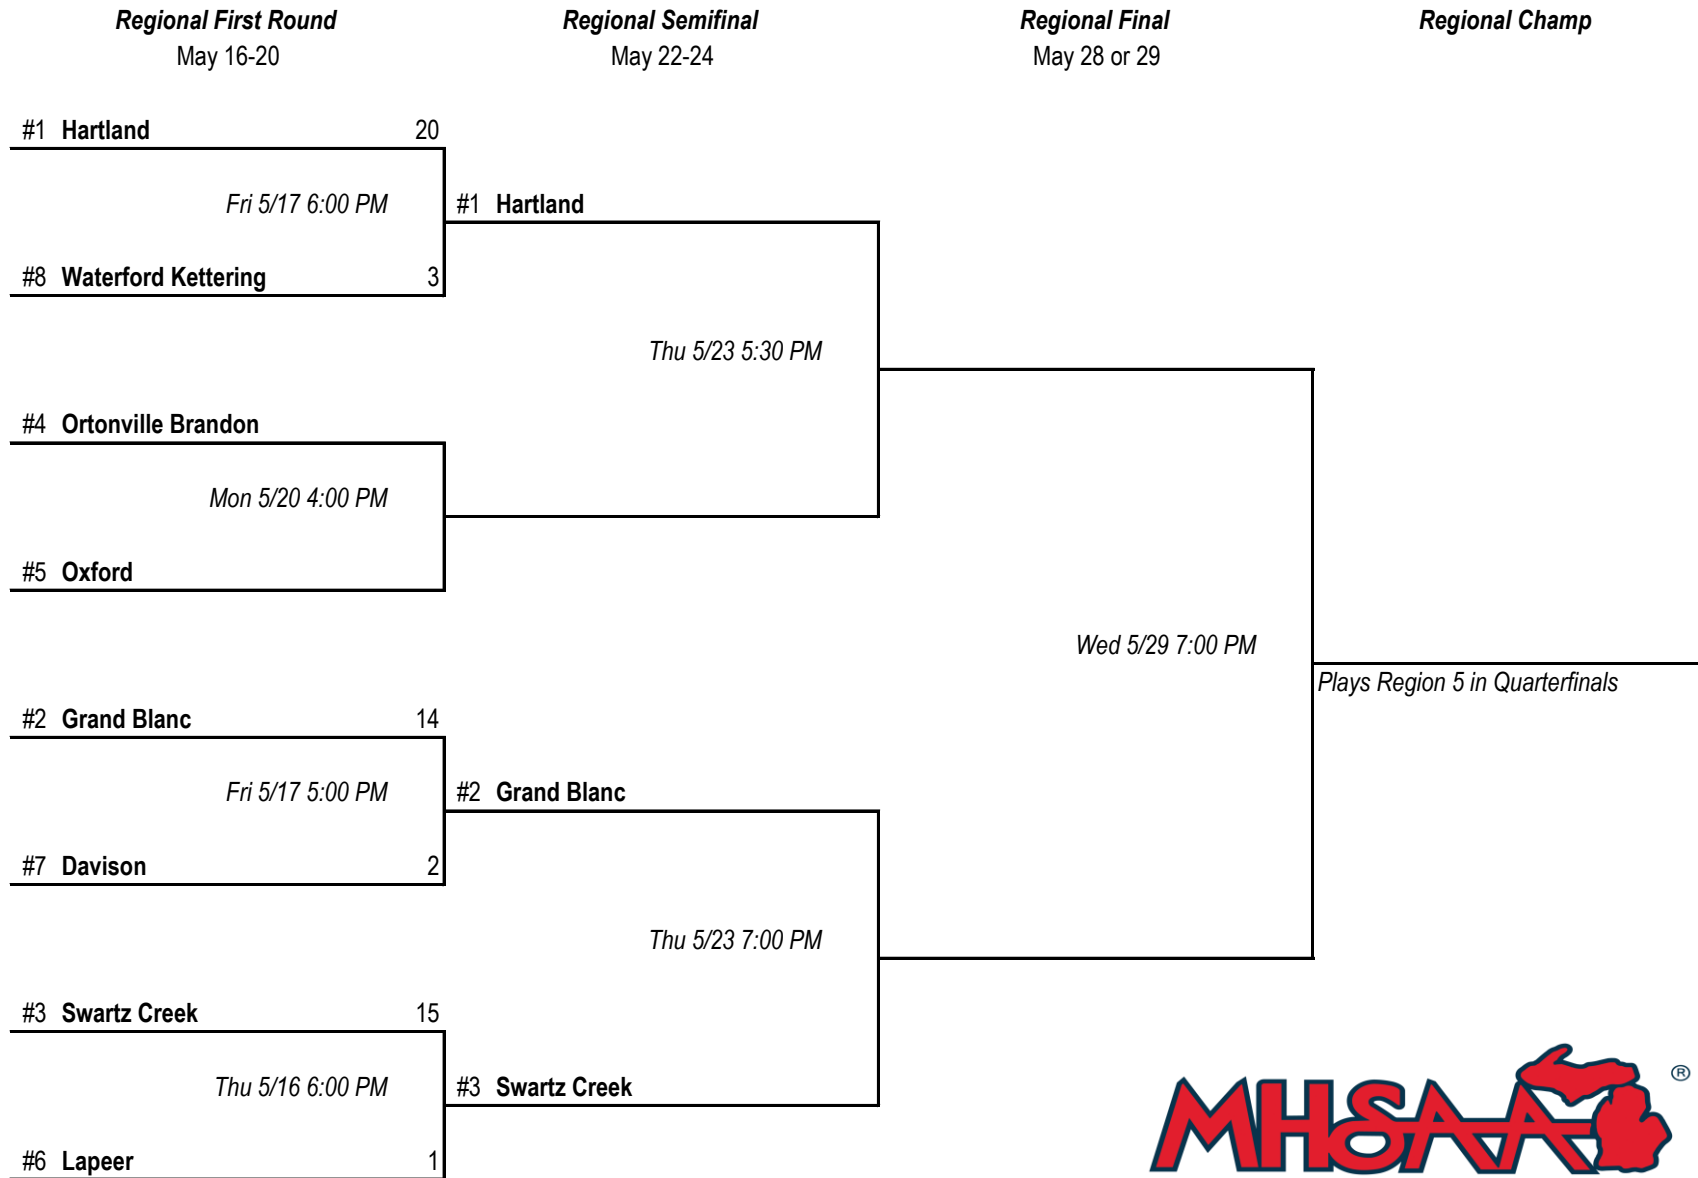 Regional First Round Regional Semifinal Regional Final Regional Champ
May 16-20 May 22-24 May 28 or 29
#1 Hartland 20
Fri 5/17 6:00 PM #1 Hartland
#8 Waterford Kettering 3
Thu 5/23 5:30 PM
#4 Ortonville Brandon
Mon 5/20 4:00 PM
#5 Oxford
Wed 5/29 7:00 PM
Plays Region 5 in Quarterfinals
#2 Grand Blanc 14
Fri 5/17 5:00 PM #2 Grand Blanc
#7 Davison 2
Thu 5/23 7:00 PM
#3 Swartz Creek 15
Thu 5/16 6:00 PM #3 Swartz Creek
#6 Lapeer 1
MHSAA ®